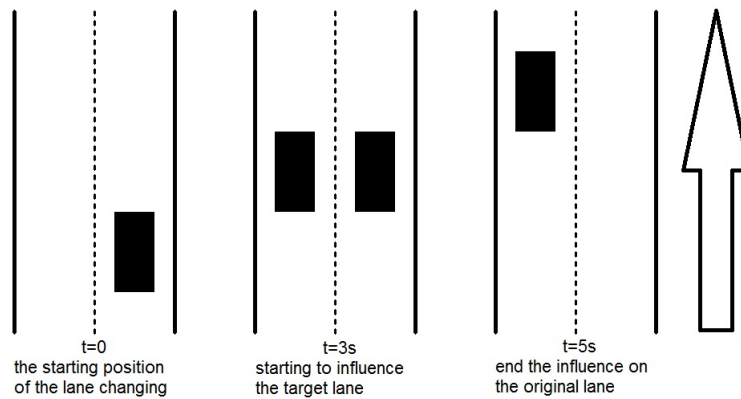 t=0
the starting position
of the lane changing
t=3s
starting to influence
the target lane
t=5s
end the influence on
the original lane